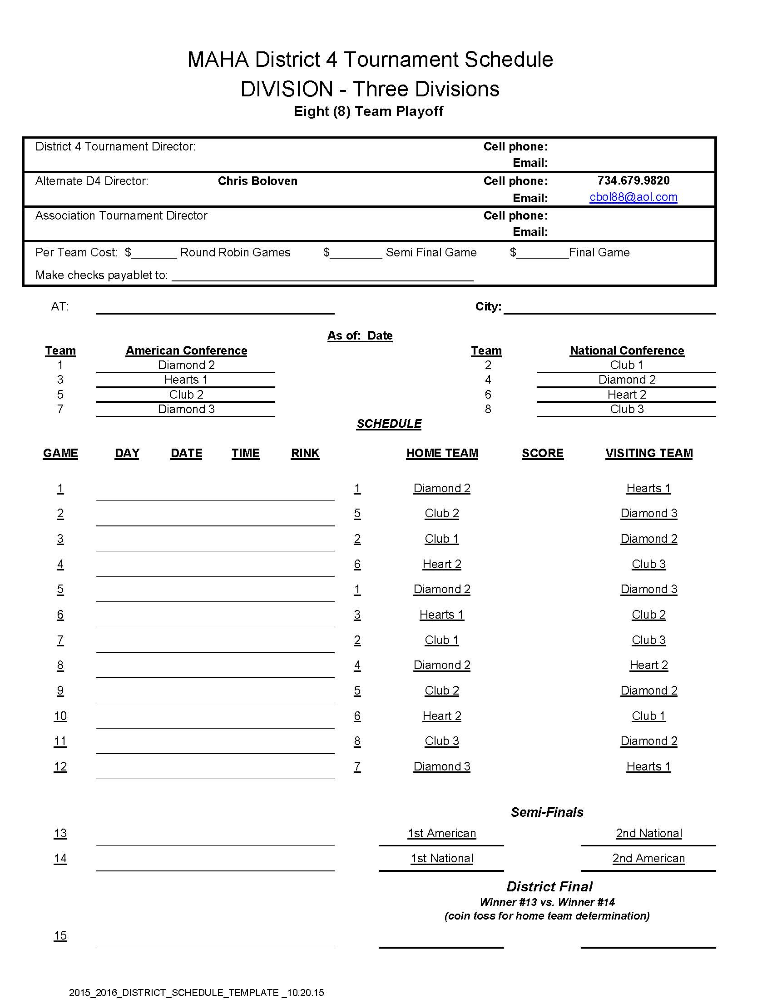 MAHA District 4 Tournament Schedule
DIVISION - Three Divisions
Eight (8) Team Playoff
District 4 Tournament Director: Cell phone:
Email:
Alternate D4 Director: Chris Boloven Cell phone: 734.679.9820
Email: cbol88@aol.com
Association Tournament Director Cell phone:
Email:
Per Team Cost: $_______ Round Robin Games $________ Semi Final Game $________Final Game
Make checks payablet to: ______________________________________________
AT: City:
As of: Date
Team American Conference Team National Conference
1 Diamond 2 2 Club 1
3 Hearts 1 4 Diamond 2
5 Club 2 6 Heart 2
7 Diamond 3 8 Club 3
SCHEDULE
GAME DAY DATE TIME RINK HOME TEAM SCORE VISITING TEAM
1 1 Diamond 2 Hearts 1
2 5 Club 2 Diamond 3
3 2 Club 1 Diamond 2
4 6 Heart 2 Club 3
5 1 Diamond 2 Diamond 3
6 3 Hearts 1 Club 2
7 2 Club 1 Club 3
8 4 Diamond 2 Heart 2
9 5 Club 2 Diamond 2
10 6 Heart 2 Club 1
11 8 Club 3 Diamond 2
12 7 Diamond 3 Hearts 1
Semi-Finals
13 1st American 2nd National
14 1st National 2nd American
District Final
Winner #13 vs. Winner #14
(coin toss for home team determination)
15
2015_2016_DISTRICT_SCHEDULE_TEMPLATE _10.20.15